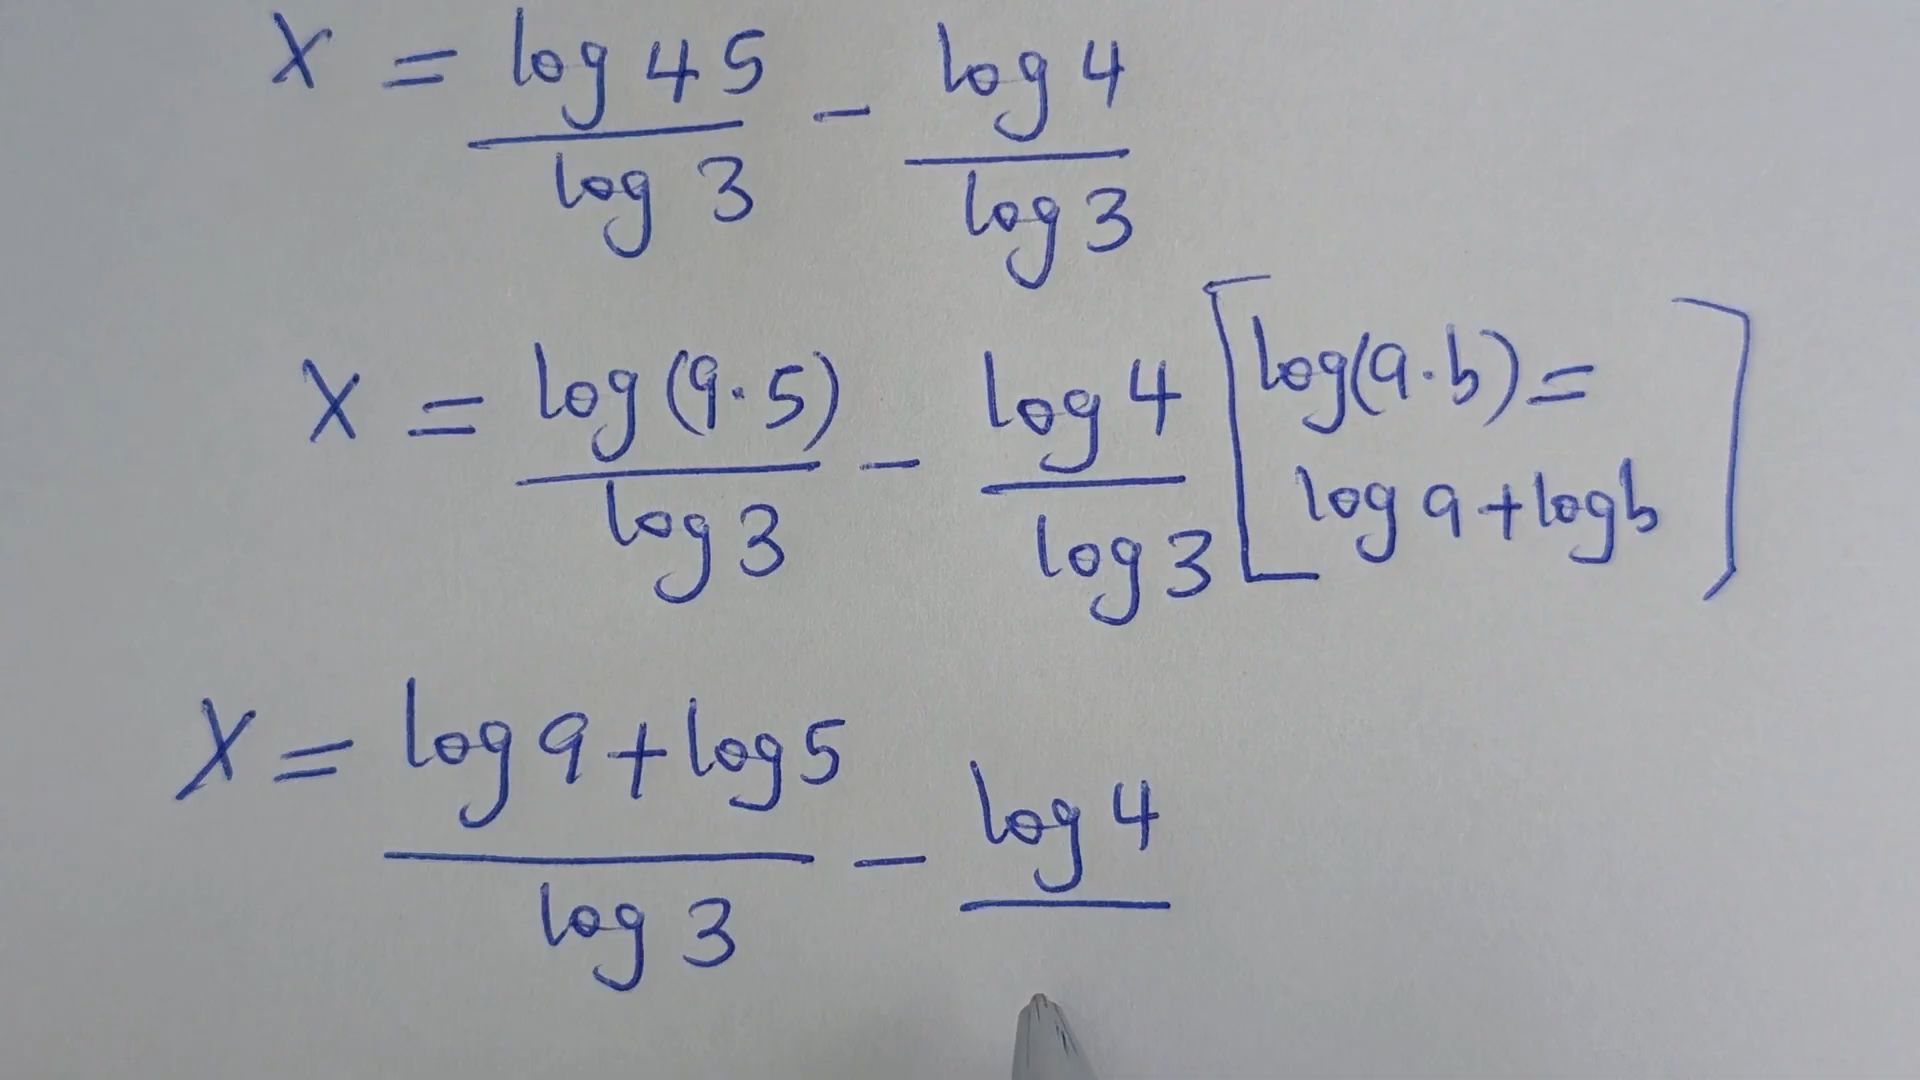 X = log 45 / log 3 - log 4 / log 3
X = log (9·5) / log 3 - log 4 / log 3 [log(a·b) = log a + log b]
X = log 9 + log 5 / log 3 - log 4